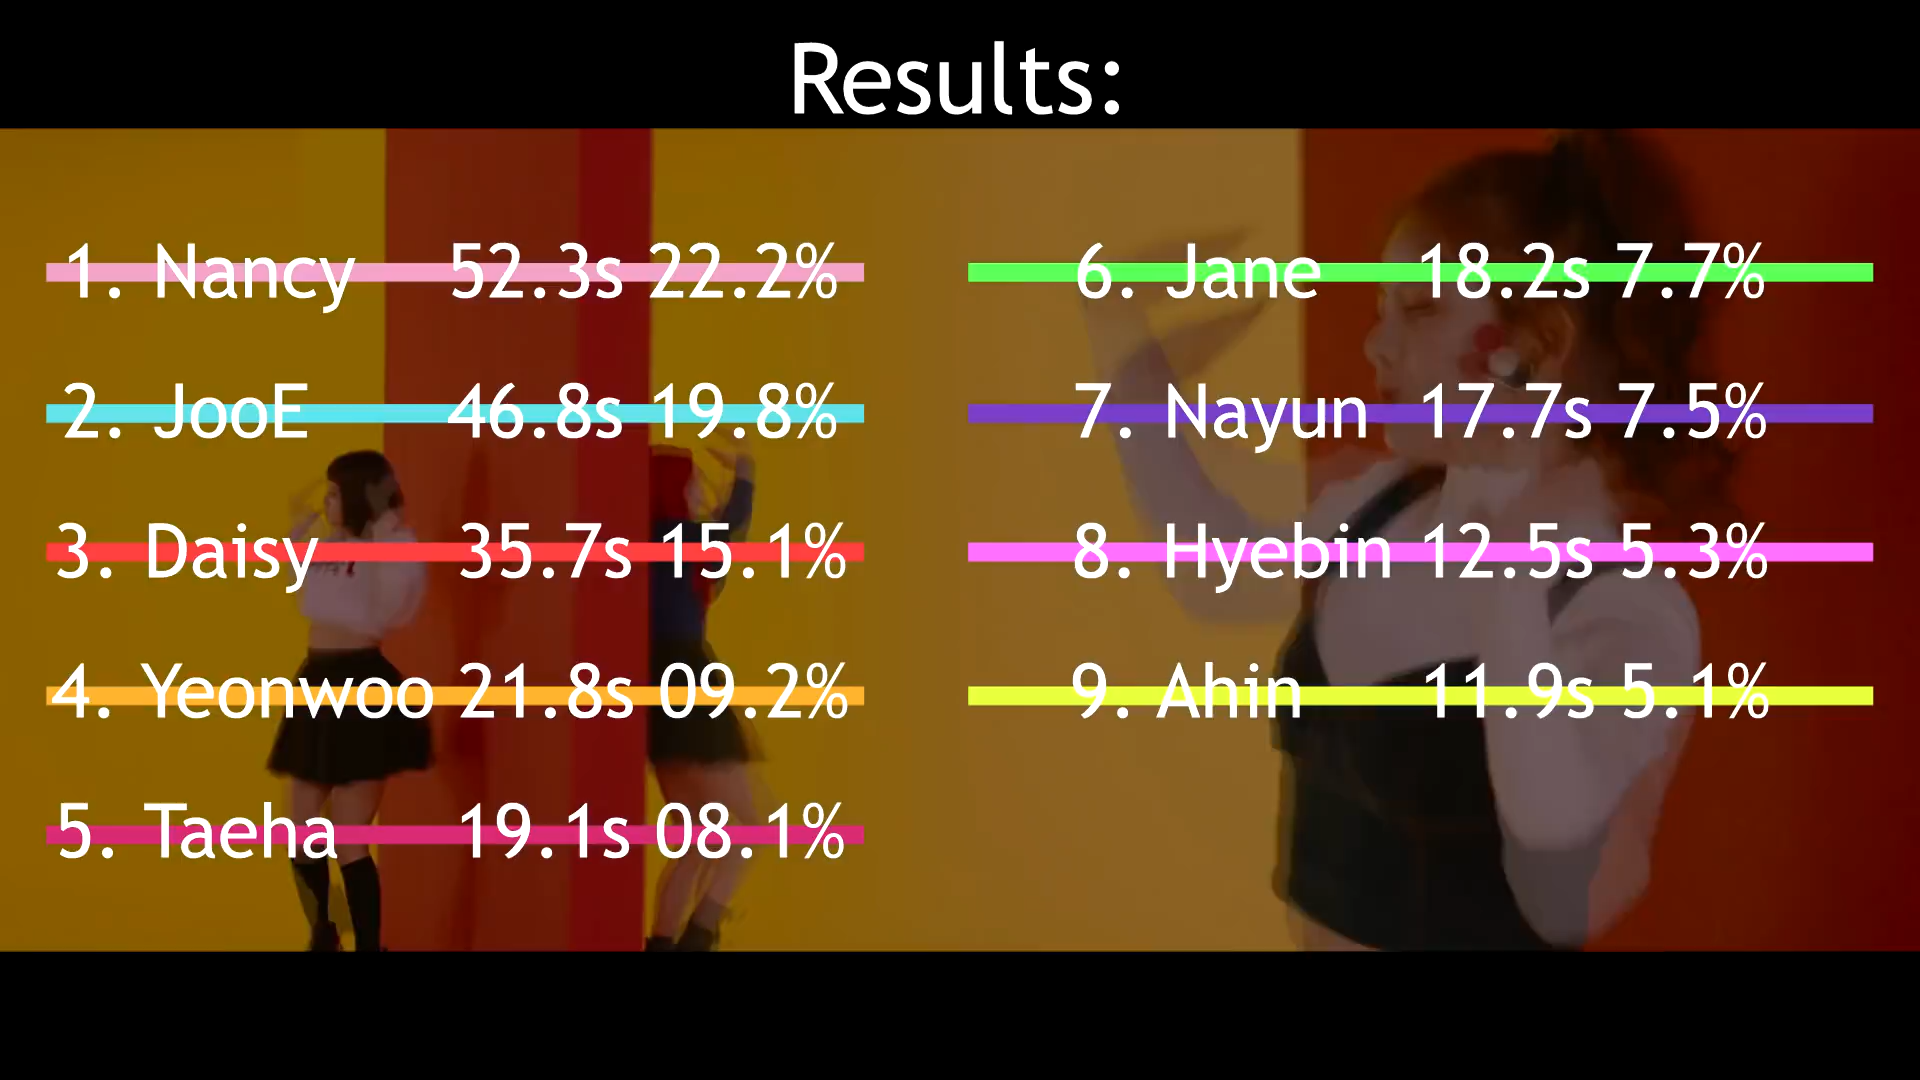 Results:
1. Nancy 52.3s 22.2%
2. JooE 46.8s 19.8%
3. Daisy 35.7s 15.1%
4. Yeonwoo 21.8s 09.2%
5. Taeha 19.1s 08.1%
6. Jane 18.2s 7.7%
7. Nayun 17.7s 7.5%
8. Hyebin 12.5s 5.3%
9. Ahin 11.9s 5.1%